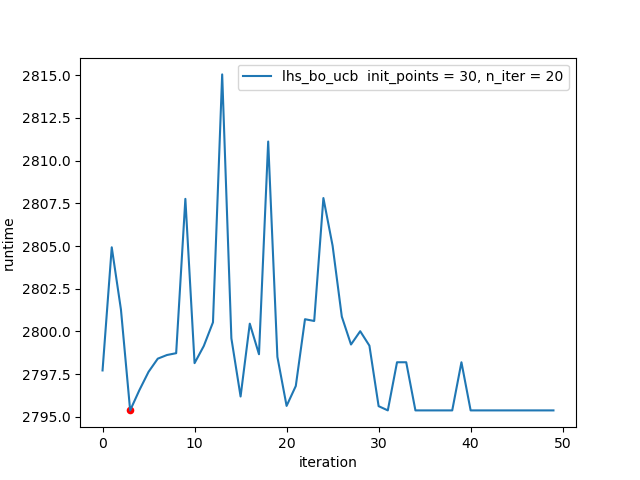 lhs_bo_ucb  init_points = 30, n_iter = 20
runtime
2815.0
2812.5
2810.0
2807.5
2805.0
2802.5
2800.0
2797.5
2795.0
0 10 20 30 40 50
iteration